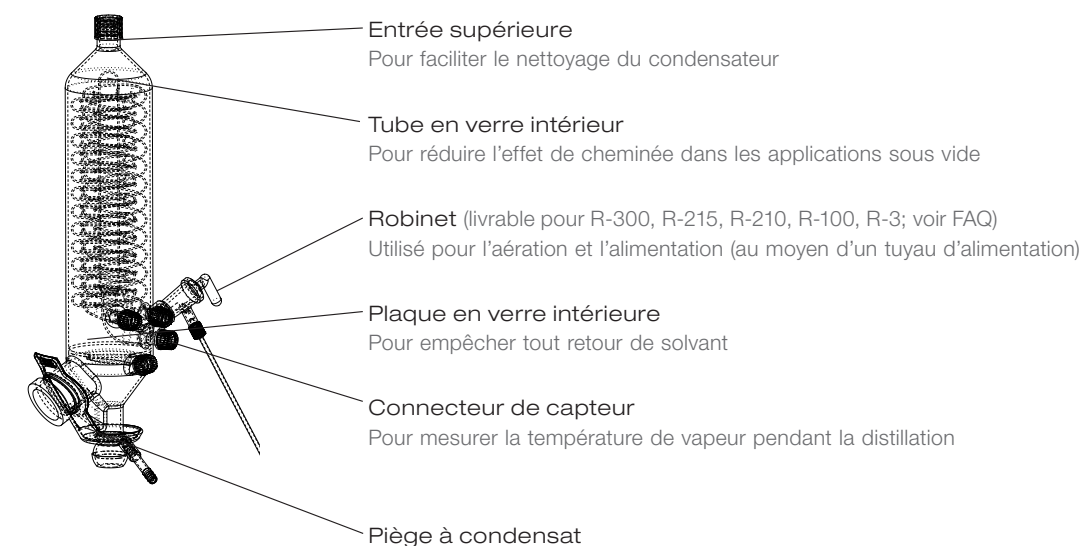 Entrée supérieure
Pour faciliter le nettoyage du condensateur
Tube en verre intérieur
Pour réduire l’effet de cheminée dans les applications sous vide
Robinet (livrable pour R-300, R-215, R-210, R-100, R-3; voir FAQ)
Utilisé pour l’aération et l’alimentation (au moyen d’un tuyau d’alimentation)
Plaque en verre intérieure
Pour empêcher tout retour de solvant
Connecteur de capteur
Pour mesurer la température de vapeur pendant la distillation
Piège à condensat